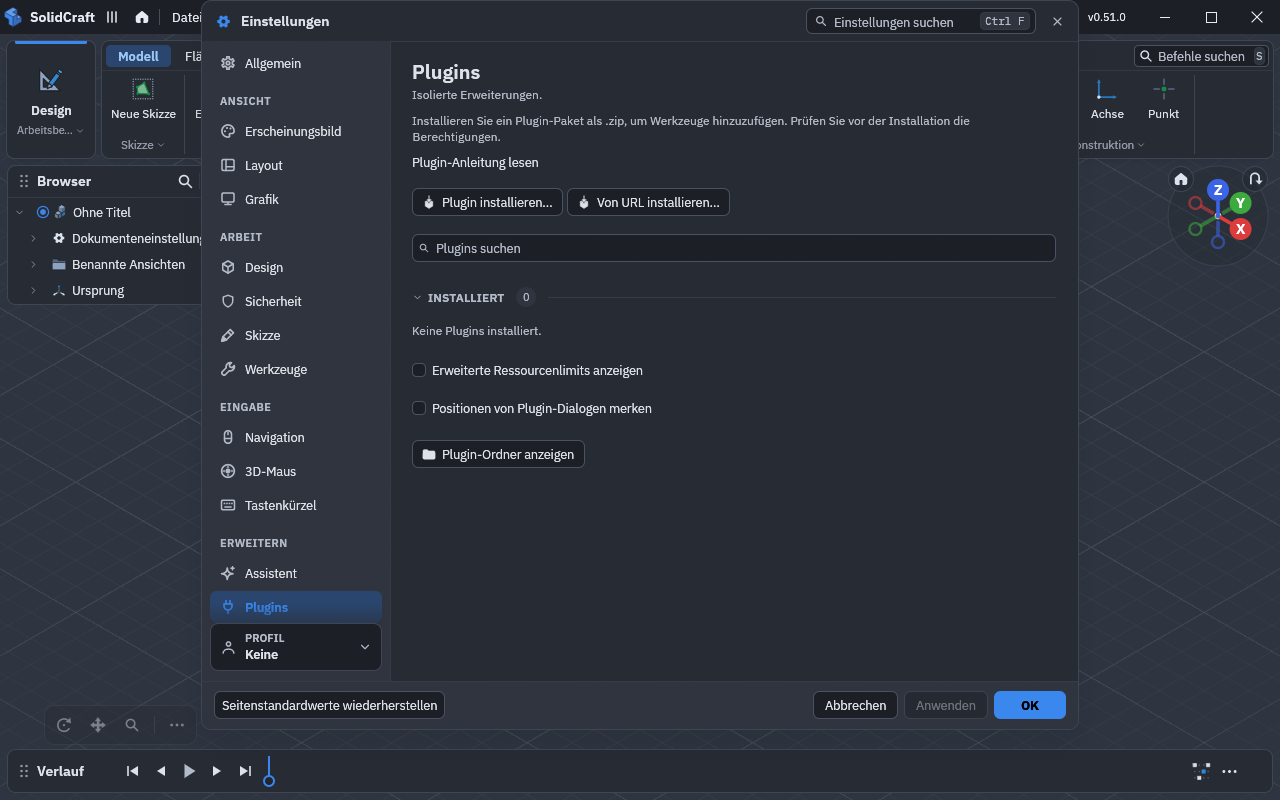 SolidCraft
Datei
v0.51.0
Einstellungen
Einstellungen suchen
Ctrl F
Design
Arbeitsbe...
Modell
Neue Skizze
Skizze
Befehle suchen
S
Achse
Punkt
Browser
Ohne Titel
Dokumenteneinstellung
Benannte Ansichten
Ursprung
Z
Y
X
Allgemein
ANSICHT
Erscheinungsbild
Layout
Grafik
ARBEIT
Design
Sicherheit
Skizze
Werkzeuge
EINGABE
Navigation
3D-Maus
Tastenkürzel
ERWEITERN
Assistent
Plugins
PROFIL
Keine
Plugins
Isolierte Erweiterungen.
Installieren Sie ein Plugin-Paket als .zip, um Werkzeuge hinzuzufügen. Prüfen Sie vor der Installation die
Berechtigungen.
Plugin-Anleitung lesen
Plugin installieren...
Von URL installieren...
Plugins suchen
INSTALLIERT 0
Keine Plugins installiert.
Erweiterte Ressourcenlimits anzeigen
Positionen von Plugin-Dialogen merken
Plugin-Ordner anzeigen
Seitenstandardwerte wiederherstellen
Abbrechen
Anwenden
OK
Verlauf